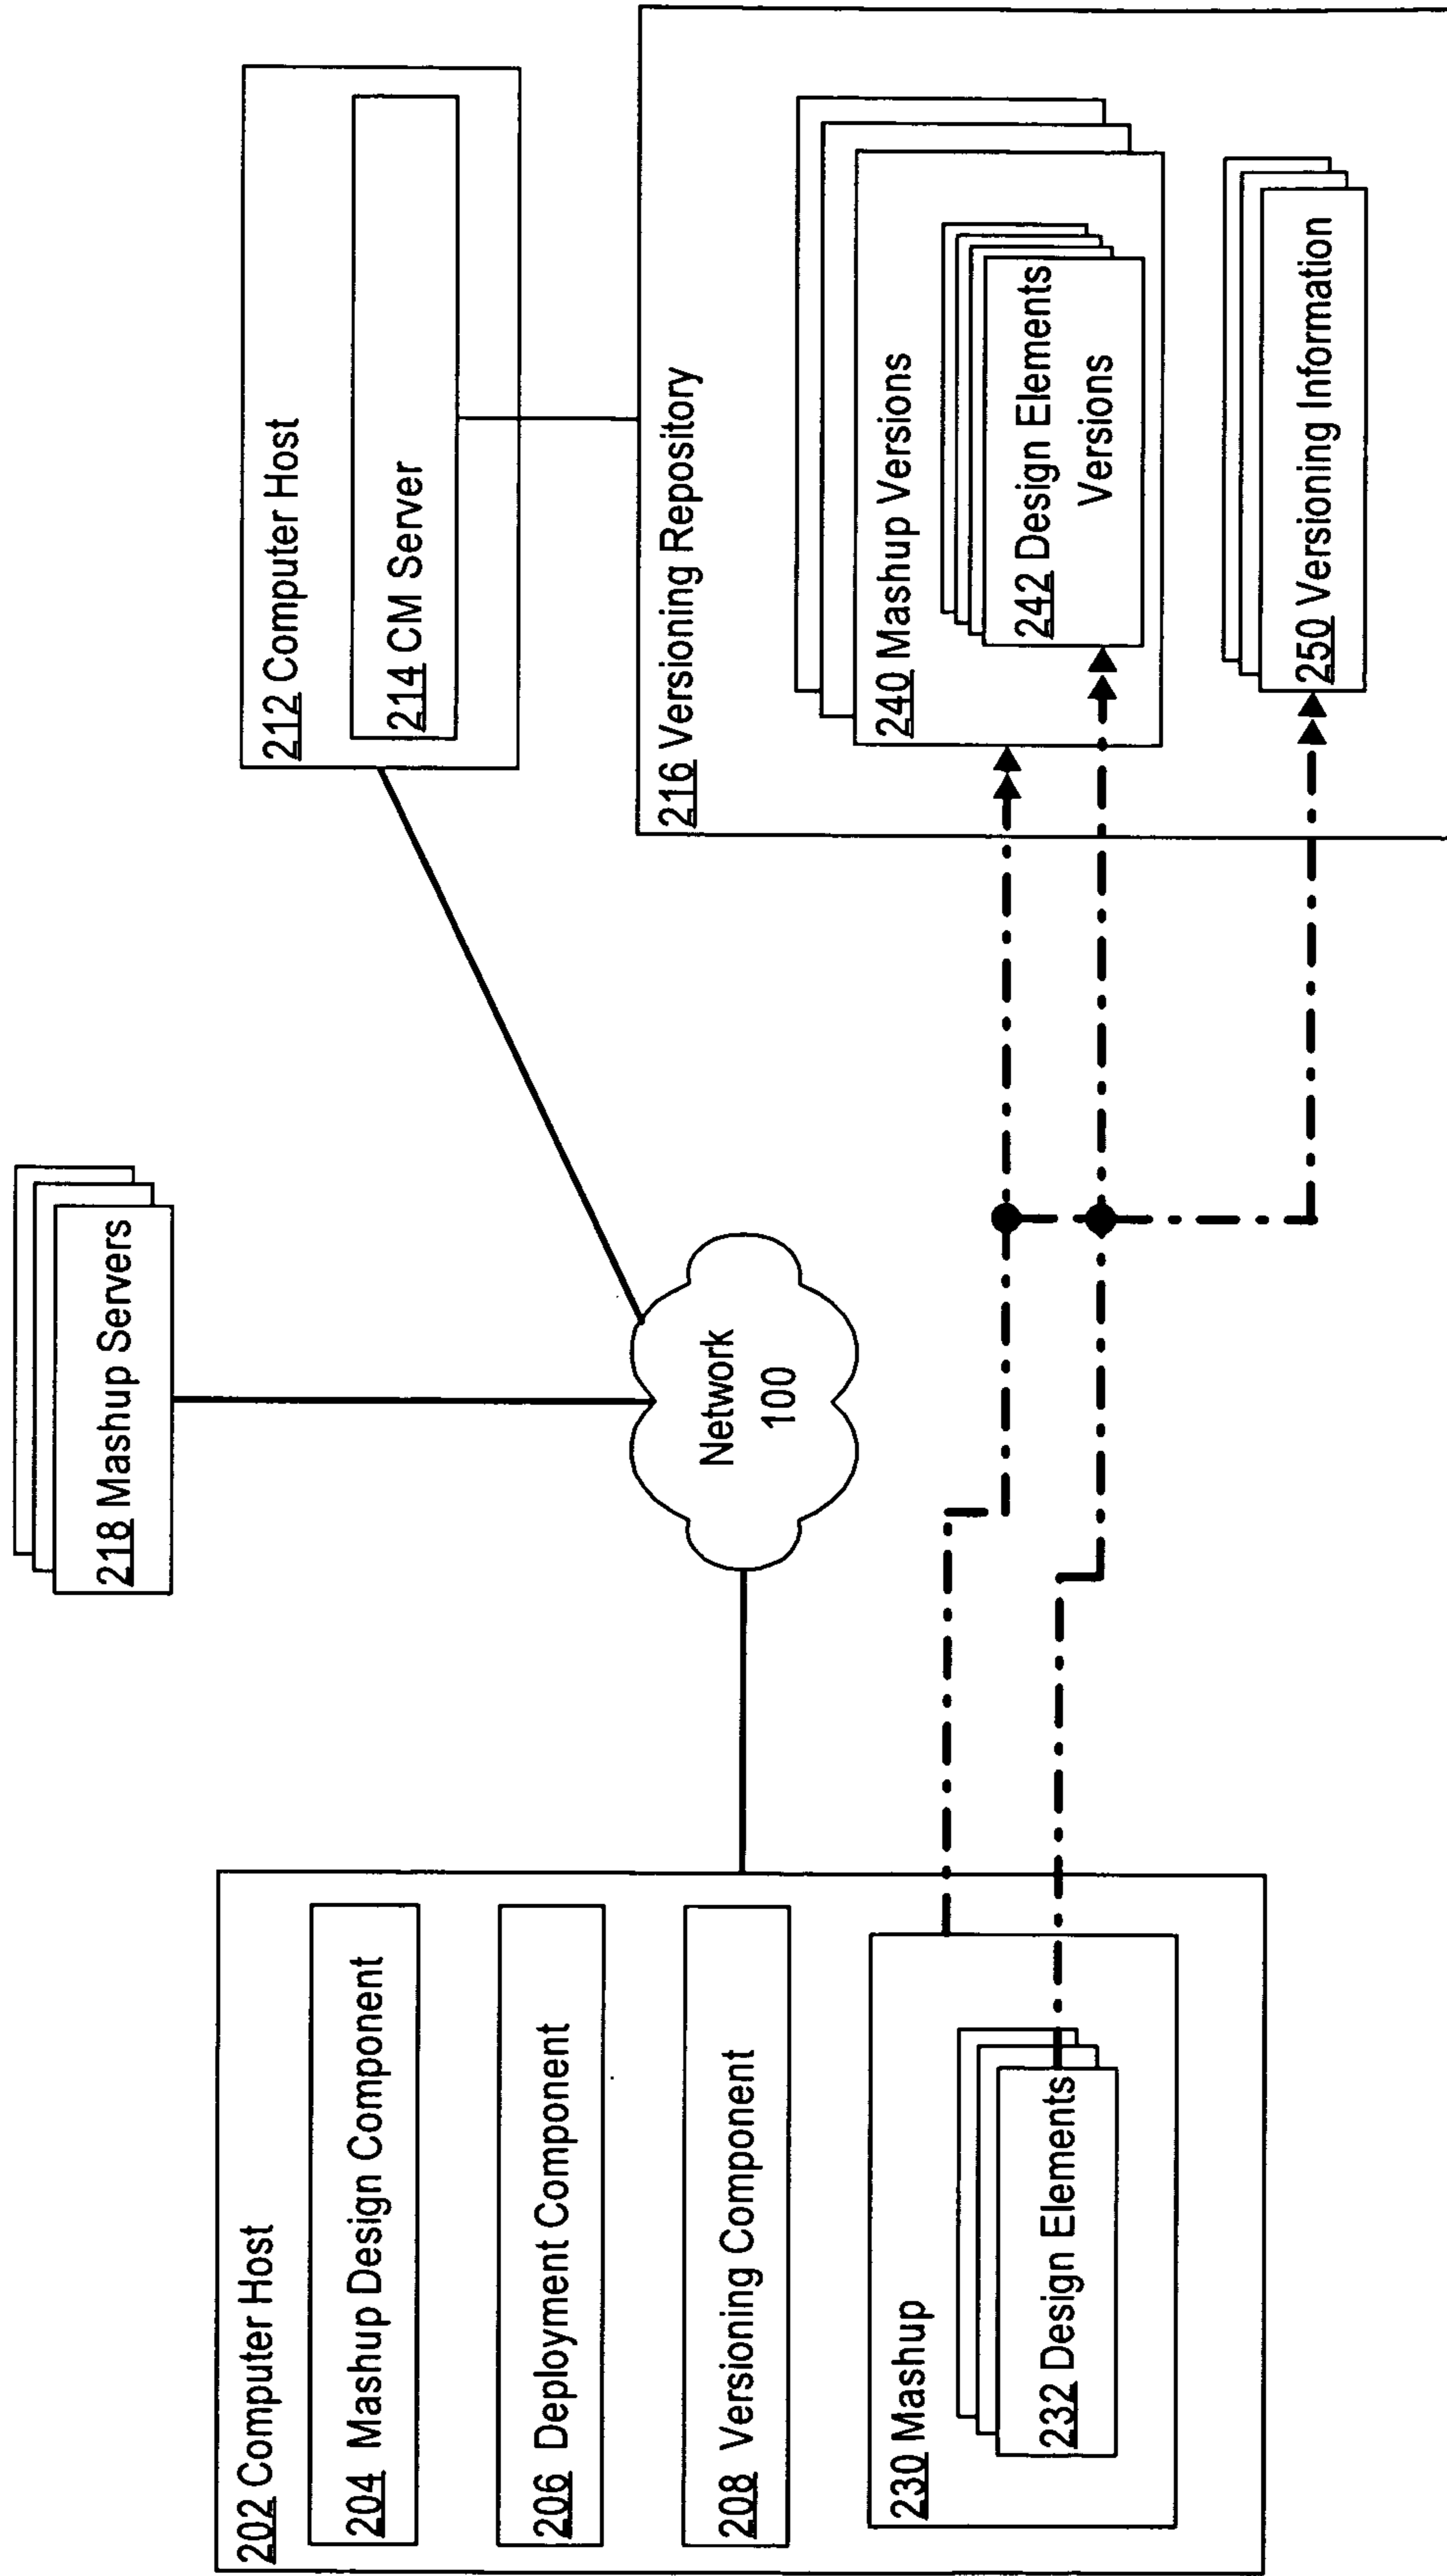 218 Mashup Servers
202 Computer Host
204 Mashup Design Component
206 Deployment Component
208 Versioning Component
230 Mashup
232 Design Elements
Network
100
212 Computer Host
214 CM Server
216 Versioning Repository
240 Mashup Versions
242 Design Elements
Versions
250 Versioning Information